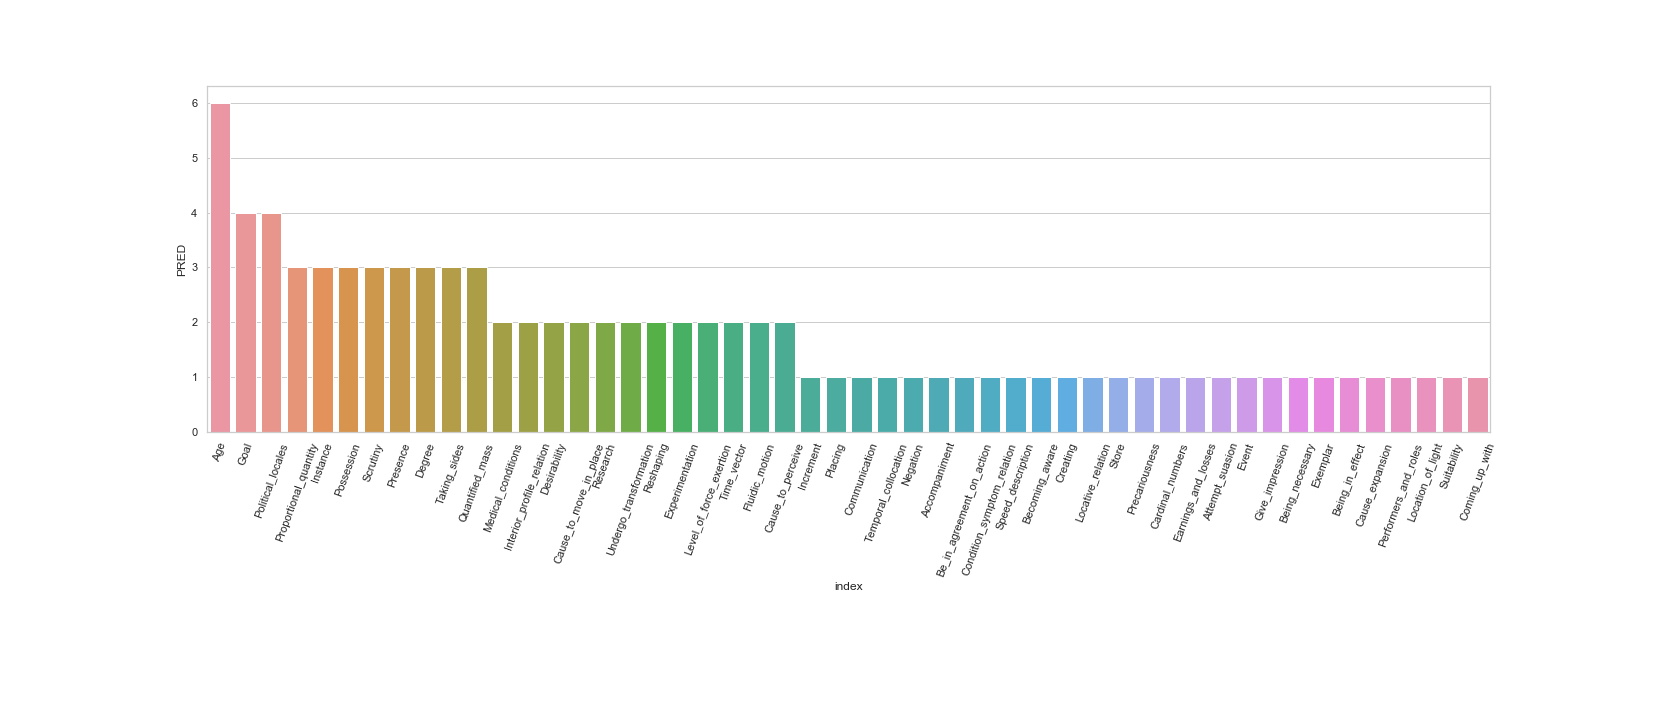 6
5
4
3
2
1
0
PRED
Age
Goal
Political_locales
Proportional_quantity
Instance
Possession
Scrutiny
Presence
Degree
Taking_sides
Quantified_mass
Medical_conditions
Interior_profile_relation
Desirability
Cause_to_move_in_place
Research
Undergo_transformation
Reshaping
Experimentation
Level_of_force_exertion
Time_vector
Fluidic_motion
Cause_to_perceive
Increment
Placing
Communication
Temporal_collocation
Negation
Accompaniment
Be_in_agreement_on_action
Condition_symptom_relation
Speed_description
Becoming_aware
Creating
Locative_relation
Store
Precariousness
Cardinal_numbers
Earnings_and_losses
Attempt_suasion
Event
Give_impression
Being_necessary
Exemplar
Being_in_effect
Cause_expansion
Performers_and_roles
Location_of_light
Suitability
Coming_up_with
index